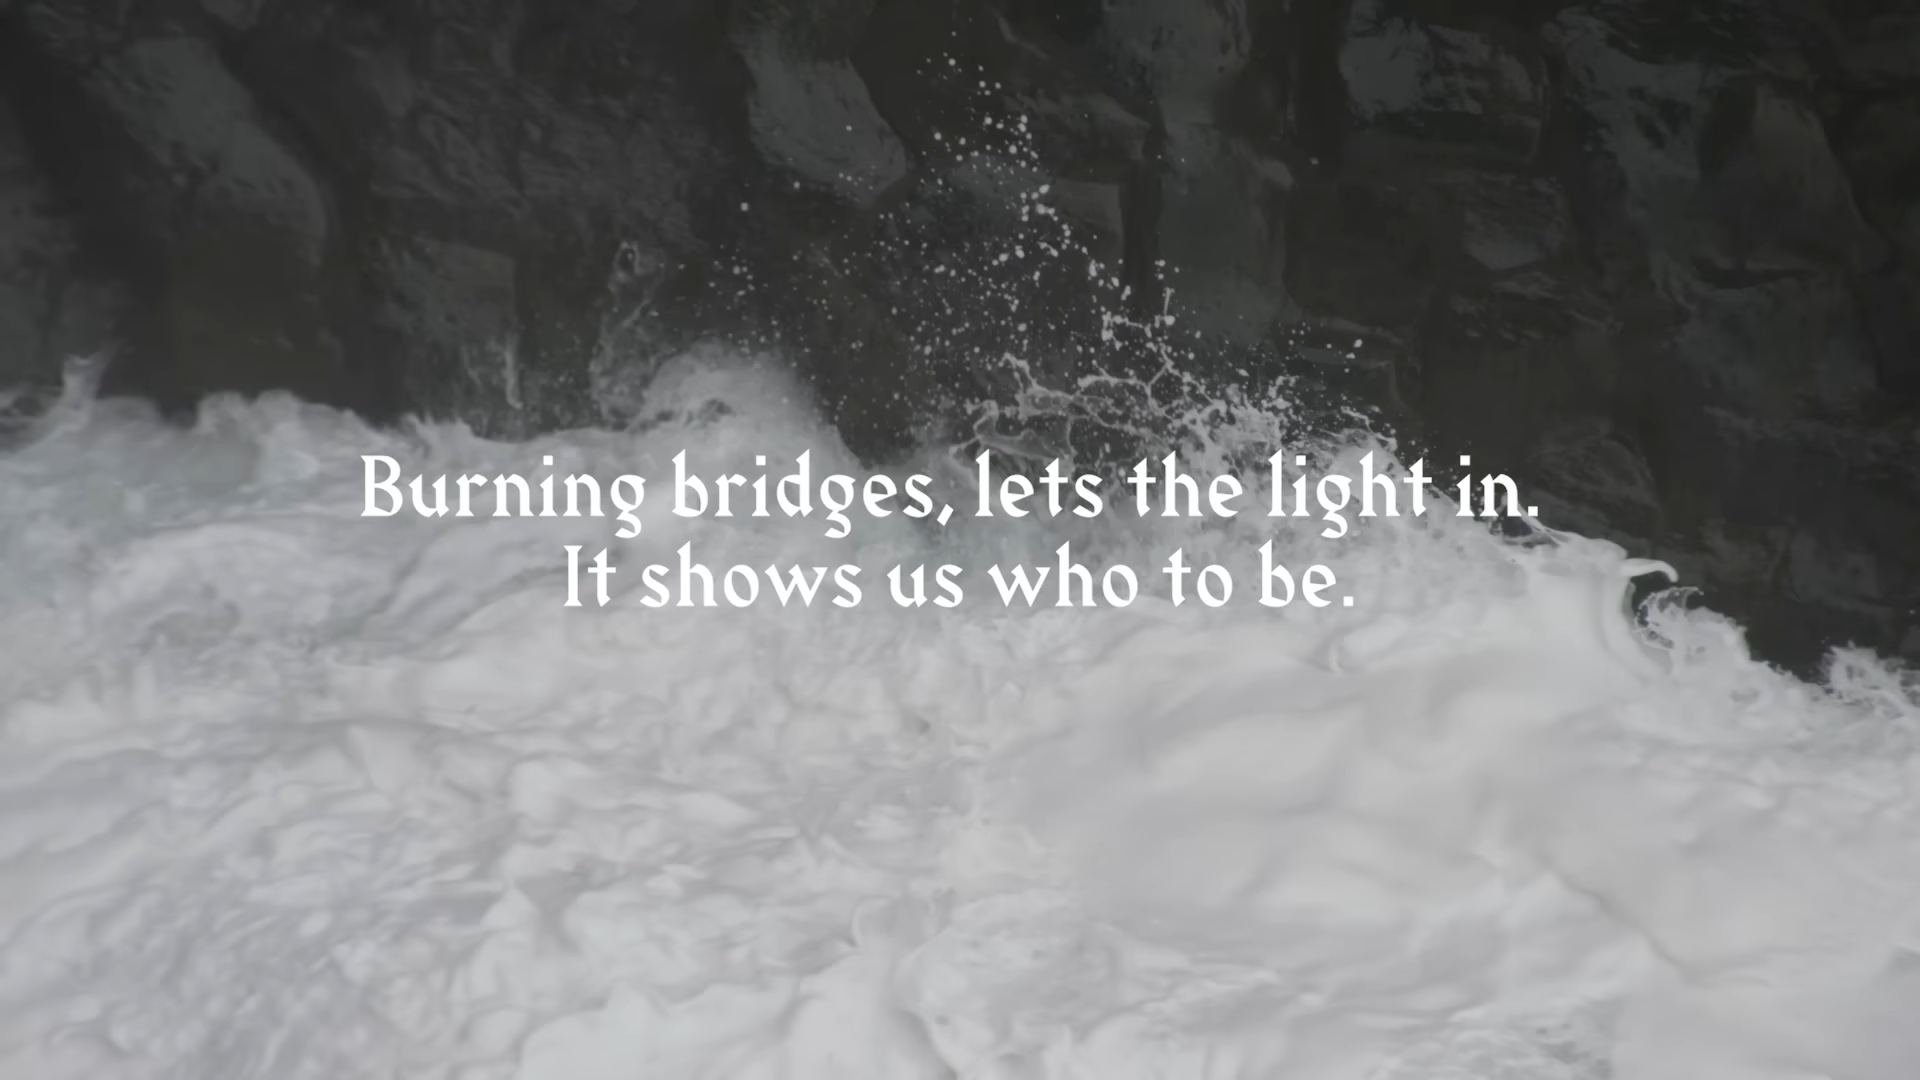 Burning bridges, lets the light in.
It shows us who to be.